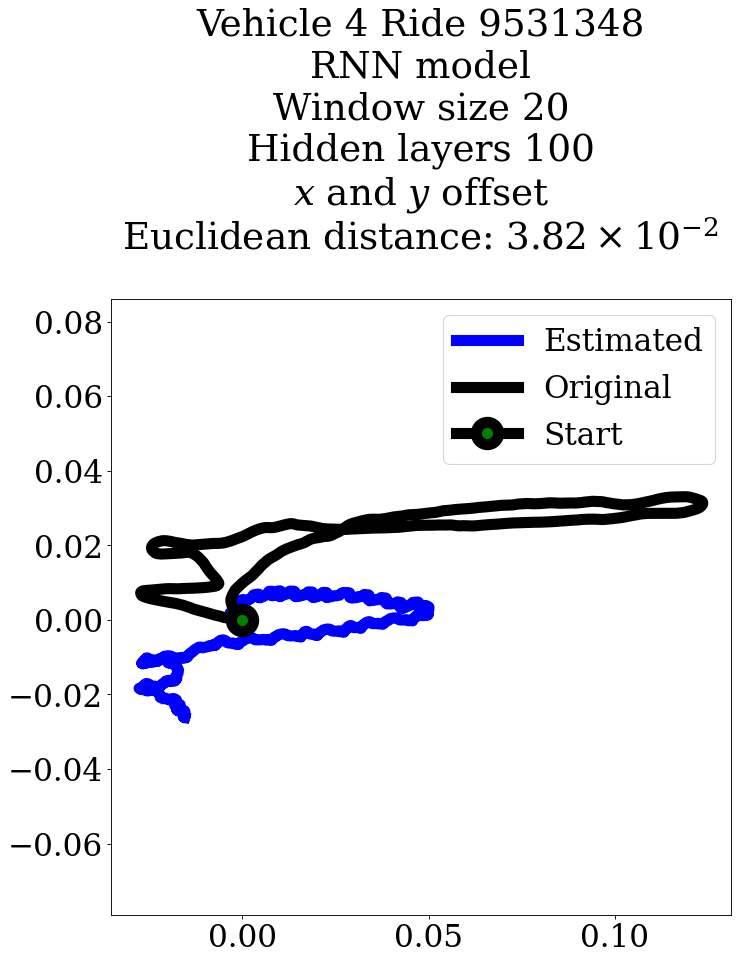 Vehicle 4 Ride 9531348
RNN model
Window size 20
Hidden layers 100
x and y offset
Euclidean distance: 3.82 × 10⁻²
Estimated
Original
Start
0.08
0.06
0.04
0.02
0.00
−0.02
−0.04
−0.06
0.00 0.05 0.10